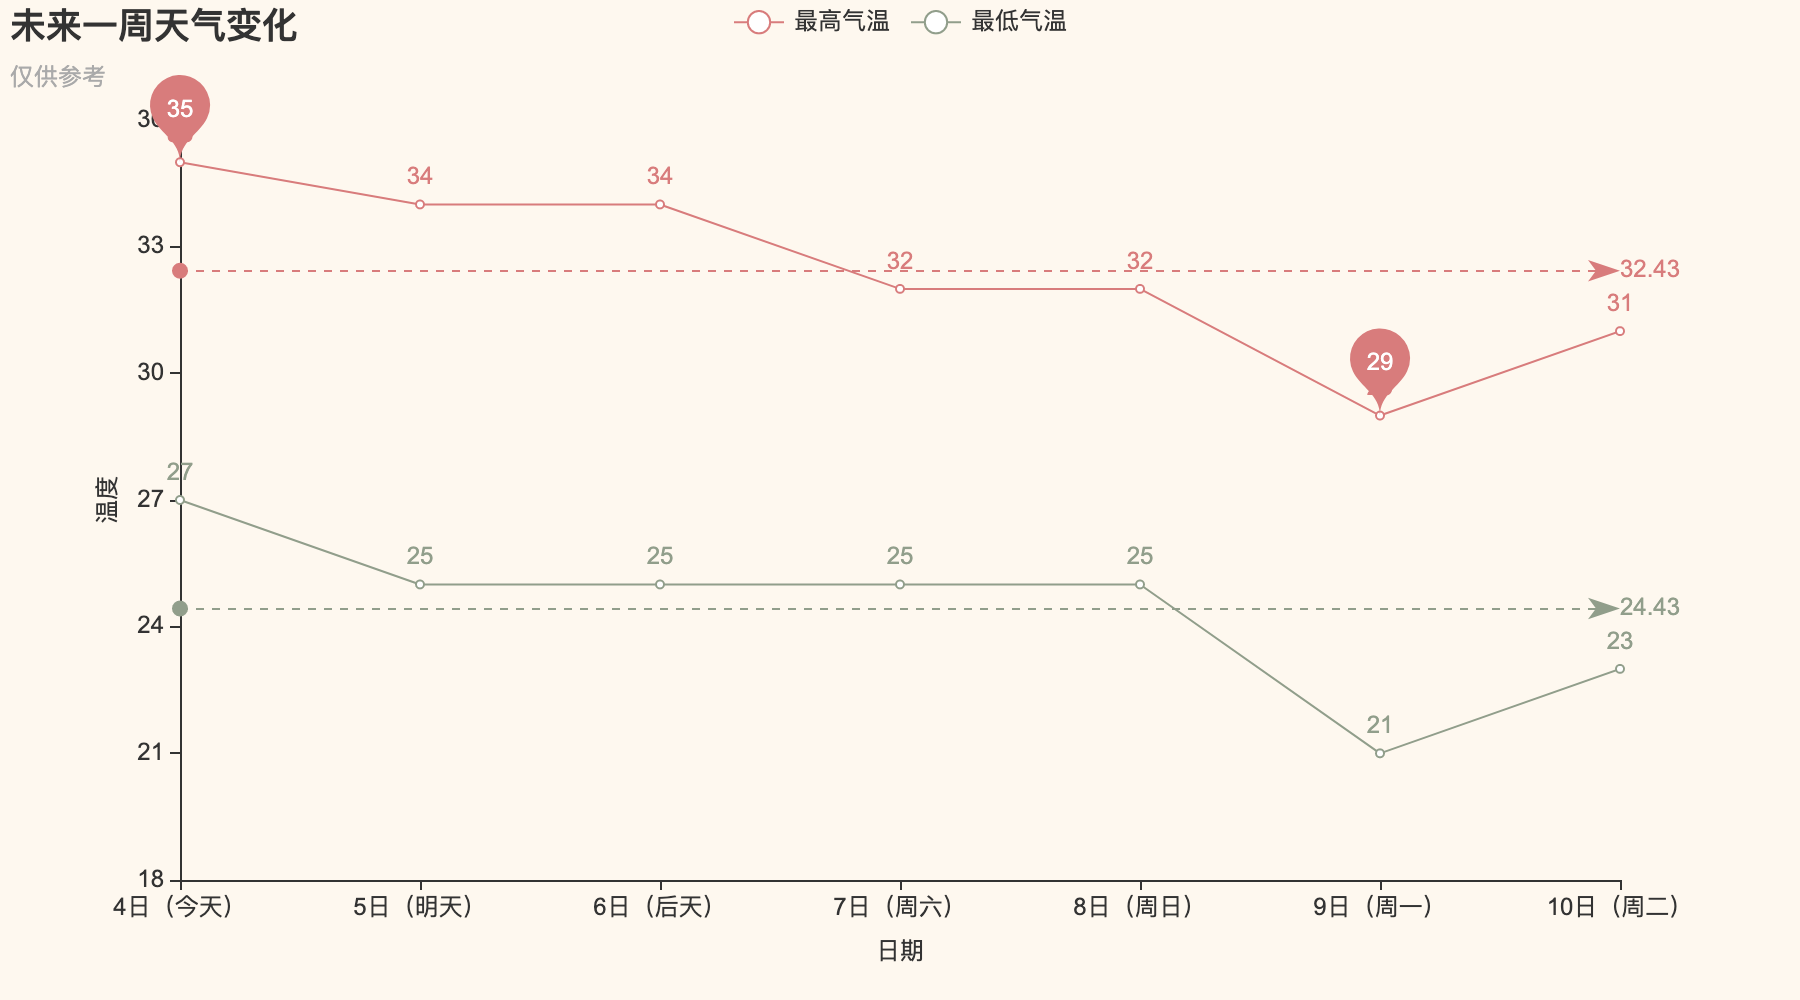 未来一周天气变化
仅供参考
最高气温
最低气温
35
34
34
32
32
29
31
32.43
27
25
25
25
25
21
23
24.43
33
30
27
24
21
18
温度
4日（今天）
5日（明天）
6日（后天）
7日（周六）
8日（周日）
9日（周一）
10日（周二）
日期